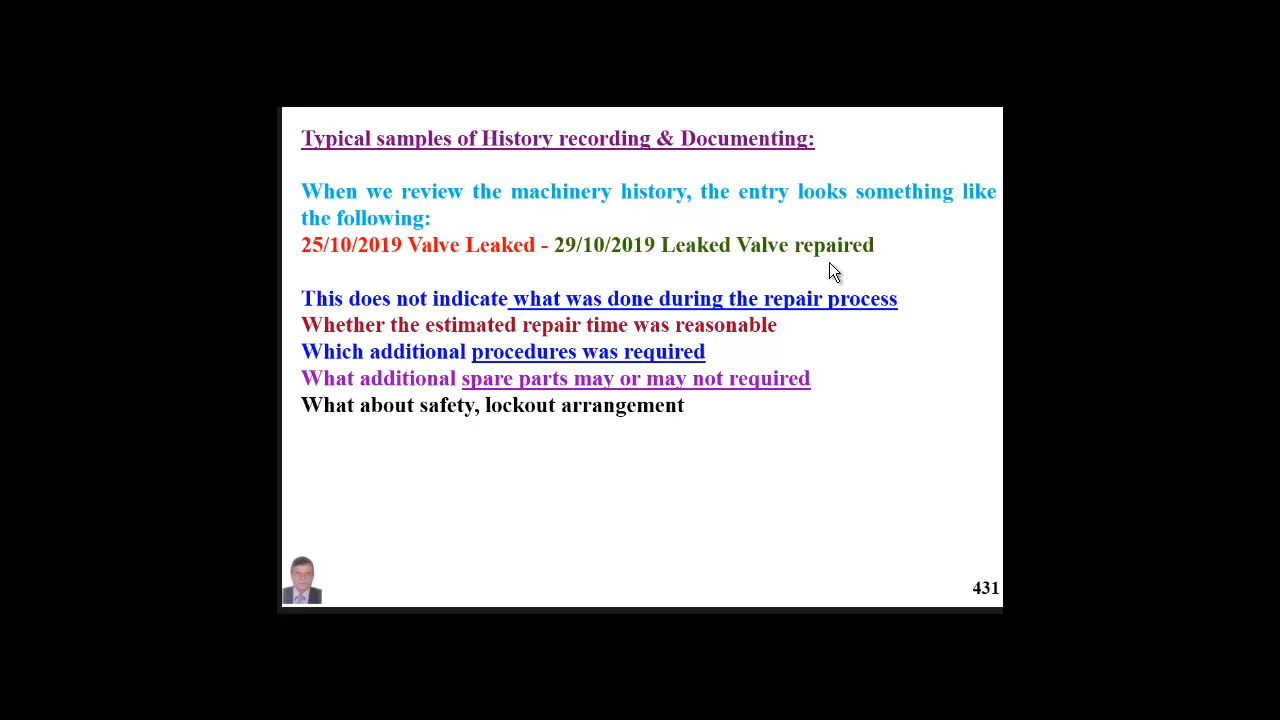 Typical samples of History recording & Documenting:
When we review the machinery history, the entry looks something like
the following:
25/10/2019 Valve Leaked - 29/10/2019 Leaked Valve repaired
This does not indicate what was done during the repair process
Whether the estimated repair time was reasonable
Which additional procedures was required
What additional spare parts may or may not required
What about safety, lockout arrangement
431